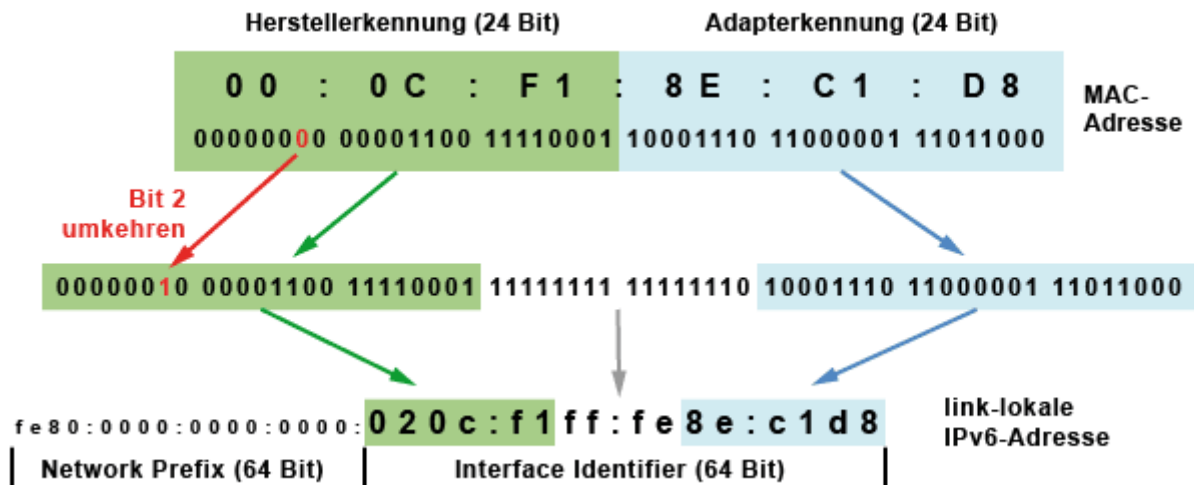 Herstellerkennung (24 Bit) Adapterkennung (24 Bit)
00 : 0C : F1 : 8E : C1 : D8
MAC-
Adresse
00000000 00001100 11110001 10001110 11000001 11011000
Bit 2
umkehren
00000010 00001100 11110001 11111111 11111110 10001110 11000001 11011000
fe80:0000:0000:0000:020c:f1ff:fe8e:c1d8
link-lokale
IPv6-Adresse
Network Prefix (64 Bit) Interface Identifier (64 Bit)